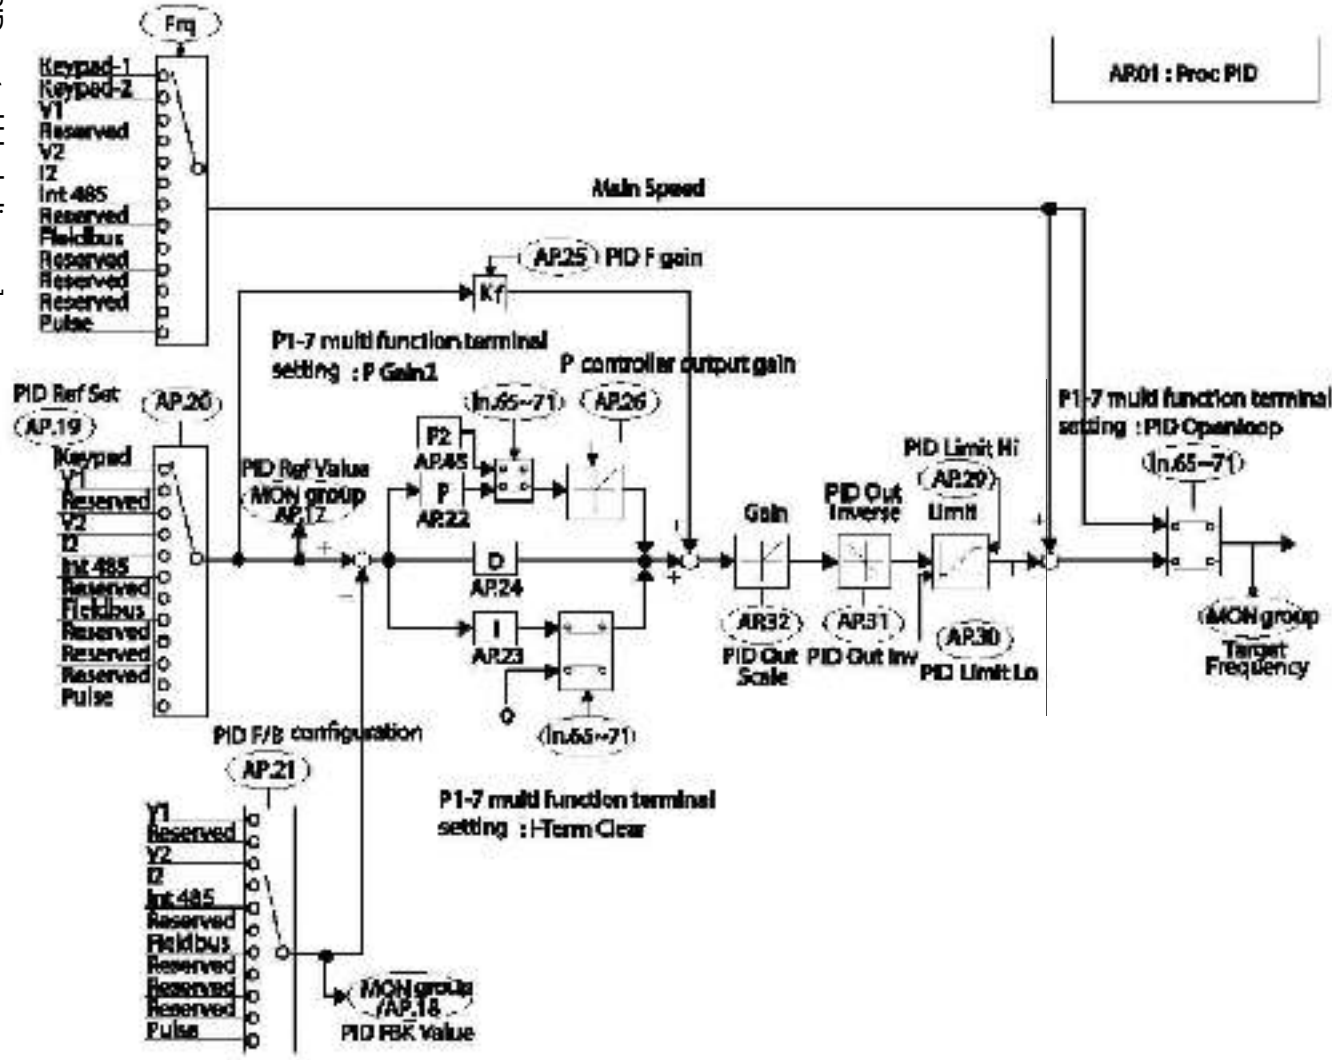 Frq
Keypad-1
Keypad-2
V1
Reserved
V2
I2
Int 485
Reserved
Fieldbus
Reserved
Reserved
Reserved
Pulse
AP.01 : Proc PID
Main Speed
AP.25 PID F gain
Kf
P1-7 multi function terminal
setting : P Gain2
P controller output gain
In.65~71
AP.26
PID Ref Set
AP.19
AP.20
Keypad
V1
Reserved
V2
I2
Int 485
Reserved
Fieldbus
Reserved
Reserved
Reserved
Pulse
PID Ref Value
MON group
AP.17
+
−
P2
AP.45
P
AP.22
D
AP.24
I
AP.23
In.65~71
P1-7 multi function terminal
setting : I-Term Clear
+
+
Gain
AP.32
PID Out
Scale
PID Out
Inverse
AP.31
PID Out Inv
PID Limit Hi
AP.29
Limit
AP.30
PID Limit Lo
+
+
P1-7 multi function terminal
setting : PID Openloop
In.65~71
MON group
Target
Frequency
PID F/B configuration
AP.21
V1
Reserved
V2
I2
Int 485
Reserved
Fieldbus
Reserved
Reserved
Reserved
Pulse
MON group
/AP.18
PID FBK Value